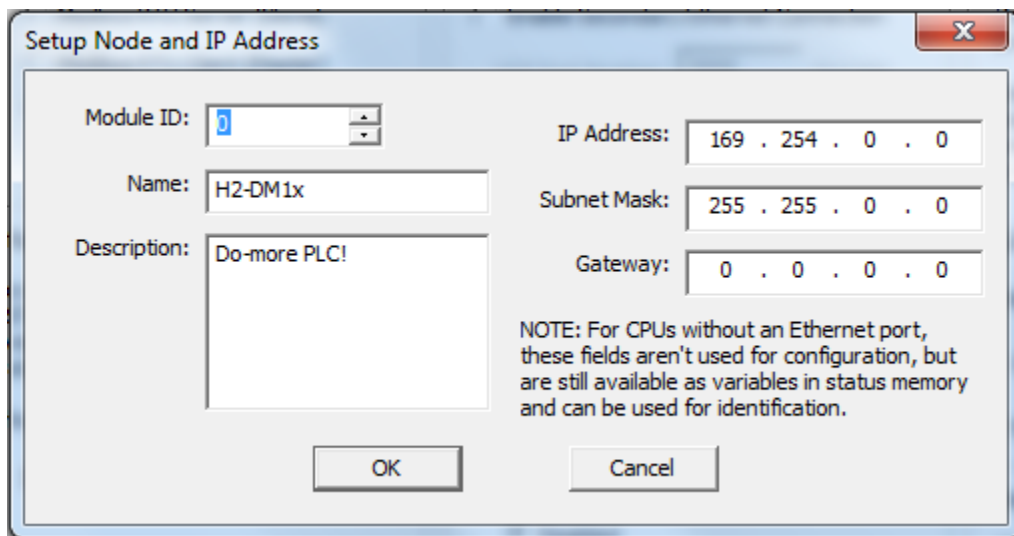 Setup Node and IP Address
Module ID: 0
Name: H2-DM1x
Description: Do-more PLC!
IP Address: 169 . 254 . 0 . 0
Subnet Mask: 255 . 255 . 0 . 0
Gateway: 0 . 0 . 0 . 0
NOTE: For CPUs without an Ethernet port,
these fields aren't used for configuration, but
are still available as variables in status memory
and can be used for identification.
OK
Cancel